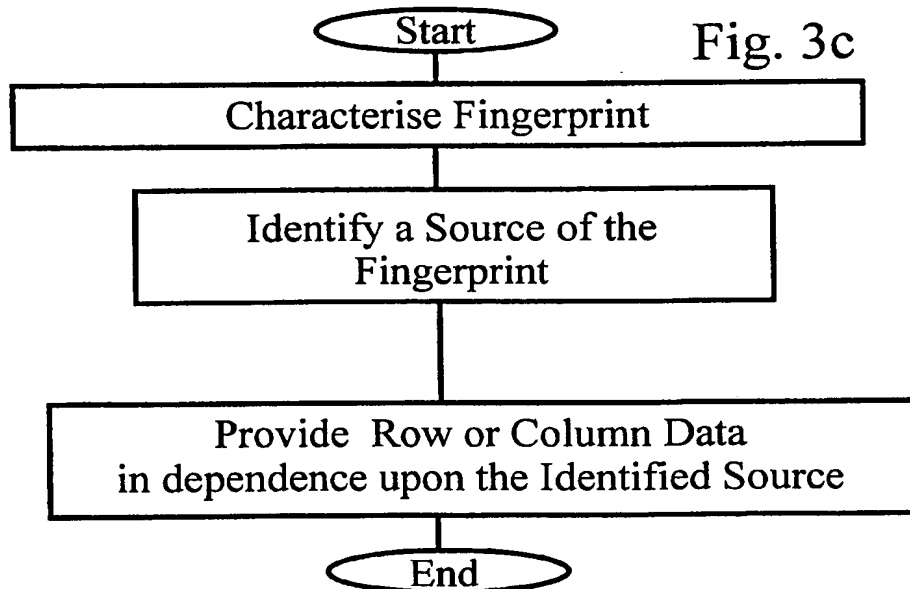 Start
Fig. 3c
Characterise Fingerprint
Identify a Source of the
Fingerprint
Provide Row or Column Data
in dependence upon the Identified Source
End